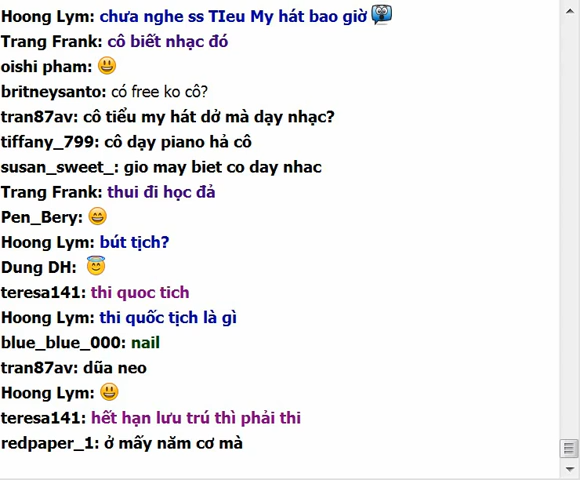 Hoong Lym: chưa nghe ss TIeu My hát bao giờ
Trang Frank: cô biết nhạc đó
oishi pham:
britneysanto: có free ko cô?
tran87av: cô tiểu my hát dở mà dạy nhạc?
tiffany_799: cô dạy piano hả cô
susan_sweet_: gio may biet co day nhac
Trang Frank: thui đi học đả
Pen_Bery:
Hoong Lym: bút tịch?
Dung DH:
teresa141: thi quoc tich
Hoong Lym: thi quốc tịch là gì
blue_blue_000: nail
tran87av: dũa neo
Hoong Lym:
teresa141: hết hạn lưu trú thì phải thi
redpaper_1: ở mấy năm cơ mà